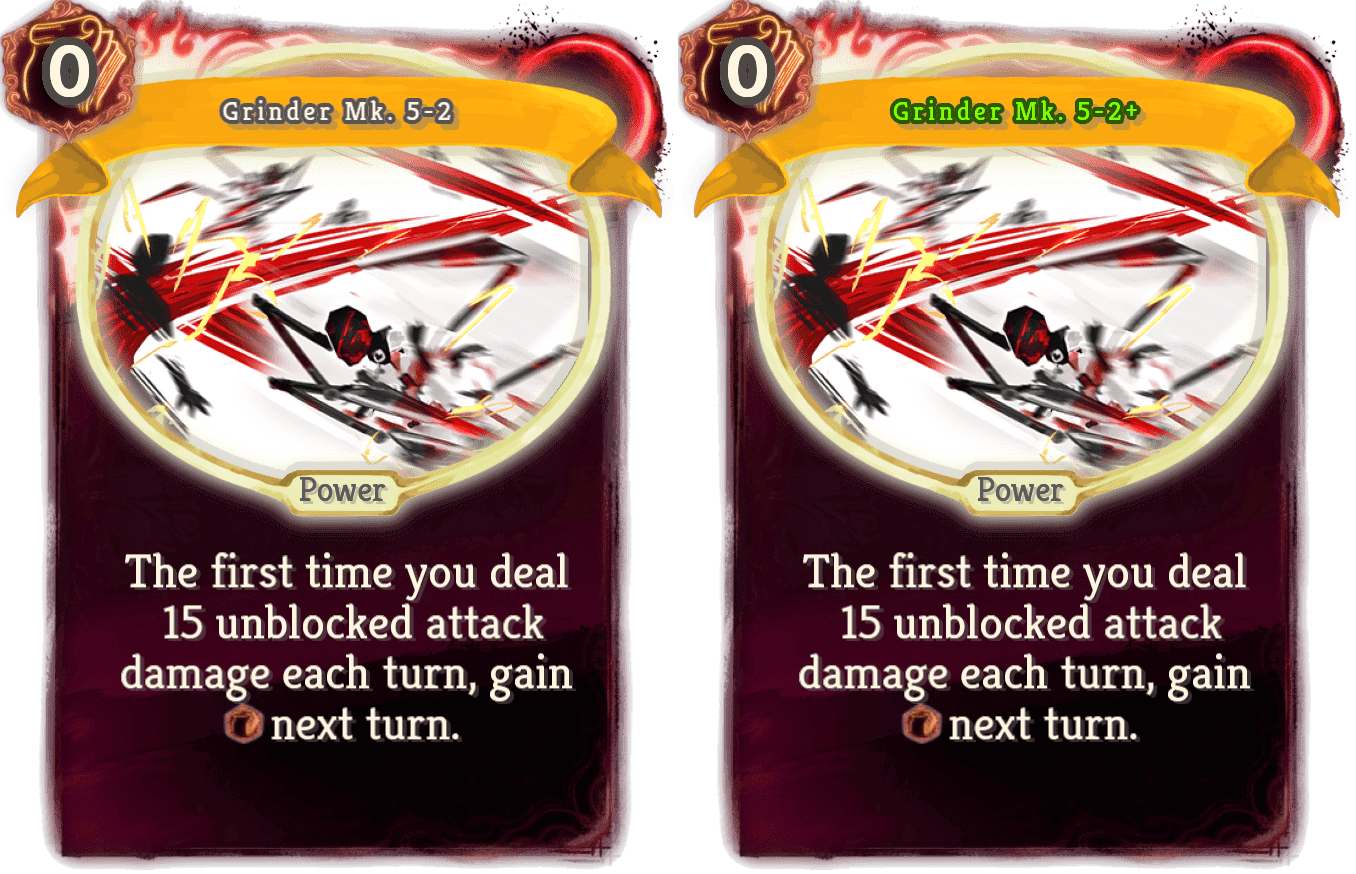 0
Grinder Mk. 5-2
Power
The first time you deal
15 unblocked attack
damage each turn, gain
next turn.
0
Grinder Mk. 5-2+
Power
The first time you deal
15 unblocked attack
damage each turn, gain
next turn.